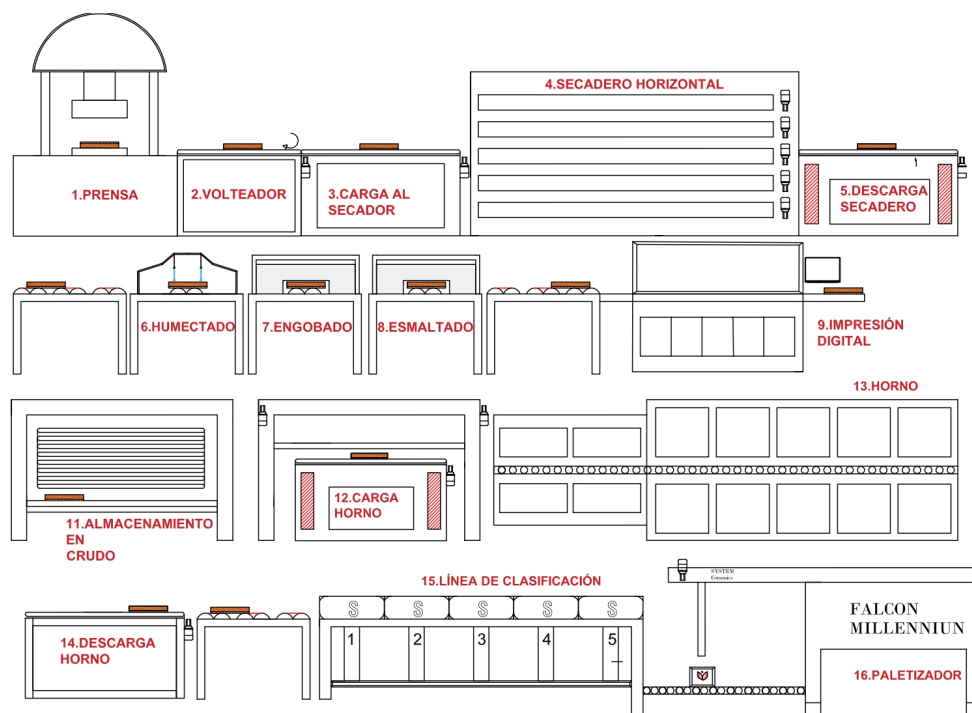 4.SECADERO HORIZONTAL
1.PRENSA
2.VOLTEADOR
3.CARGA AL
SECADOR
5.DESCARGA
SECADERO
6.HUMECTADO
7.ENGOBADO
8.ESMALTADO
9.IMPRESIÓN
DIGITAL
13.HORNO
11.ALMACENAMIENTO
EN
CRUDO
12.CARGA
HORNO
15.LÍNEA DE CLASIFICACIÓN
SYSTEM
Ceramics
S S S S S
1 2 3 4 5
14.DESCARGA
HORNO
FALCON
MILLENNIUN
16.PALETIZADOR